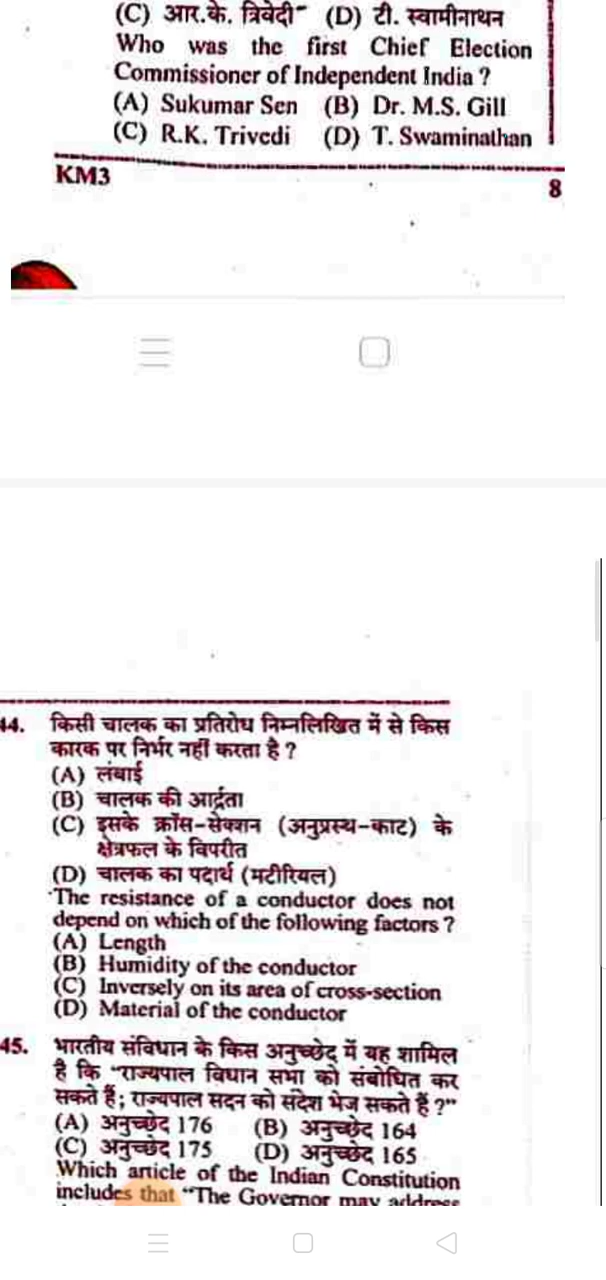 (C) आर.के. त्रिवेदी (D) टी. स्वामीनाथन
Who was the first Chief Election
Commissioner of Independent India ?
(A) Sukumar Sen (B) Dr. M.S. Gill
(C) R.K. Trivedi (D) T. Swaminathan
KM3
8
44. किसी चालक का प्रतिरोध निम्नलिखित में से किस
कारक पर निर्भर नहीं करता है ?
(A) लंबाई
(B) चालक की आर्द्रता
(C) इसके क्रॉस-सेक्शन (अनुप्रस्थ-काट) के
क्षेत्रफल के विपरीत
(D) चालक का पदार्थ (मटीरियल)
The resistance of a conductor does not
depend on which of the following factors ?
(A) Length
(B) Humidity of the conductor
(C) Inversely on its area of cross-section
(D) Material of the conductor
45. भारतीय संविधान के किस अनुच्छेद में यह शामिल
है कि "राज्यपाल विधान सभा को संबोधित कर
सकते हैं; राज्यपाल सदन को संदेश भेज सकते हैं ?"
(A) अनुच्छेद 176 (B) अनुच्छेद 164
(C) अनुच्छेद 175 (D) अनुच्छेद 165
Which article of the Indian Constitution
includes that "The Governor may address